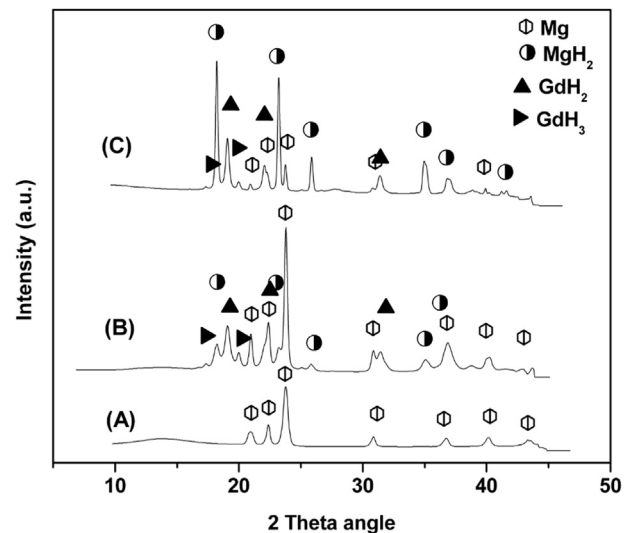 Mg
MgH2
GdH2
GdH3
(C)
(B)
(A)
Intensity (a.u.)
10 20 30 40 50
2 Theta angle